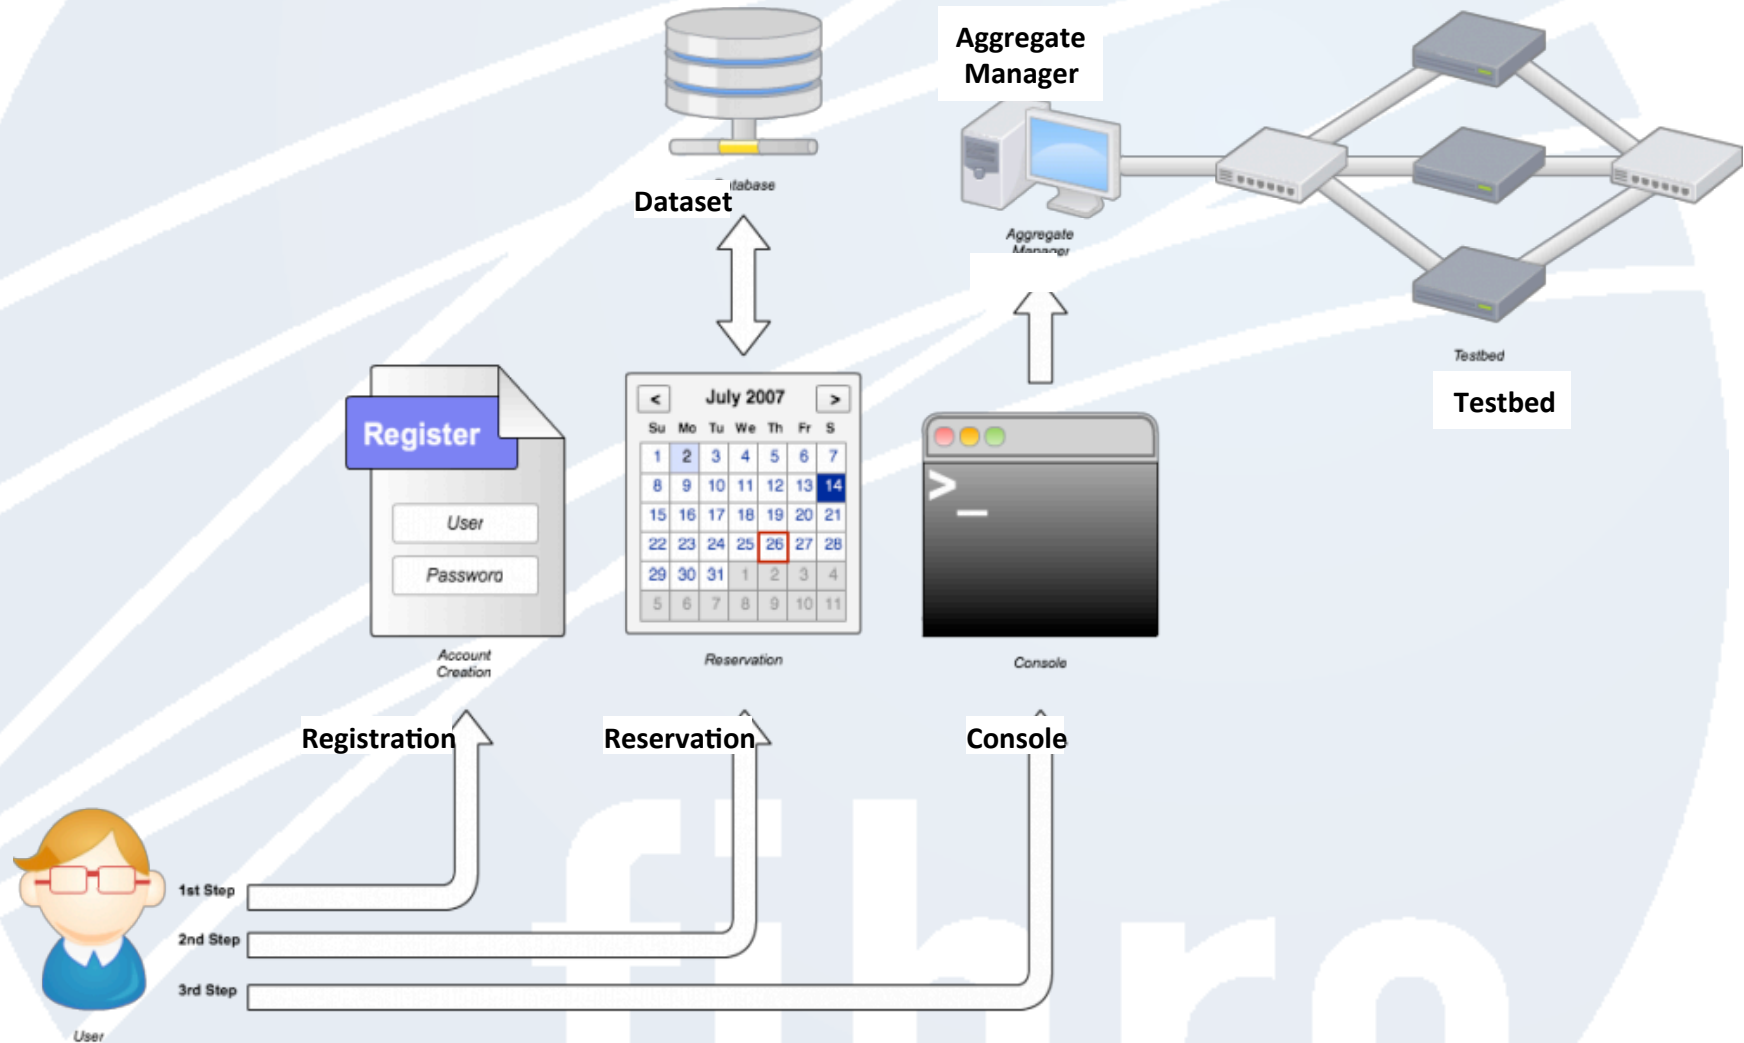 Aggregate
Manager
Dataset
Aggregate
Manager
Testbed
Testbed
Register
User
Password
Account
Creation
< July 2007 >
Su Mo Tu We Th Fr S
1 2 3 4 5 6 7
8 9 10 11 12 13 14
15 16 17 18 19 20 21
22 23 24 25 26 27 28
29 30 31 1 2 3 4
5 6 7 8 9 10 11
Reservation
>_
Console
Registration
Reservation
Console
1st Step
2nd Step
3rd Step
User